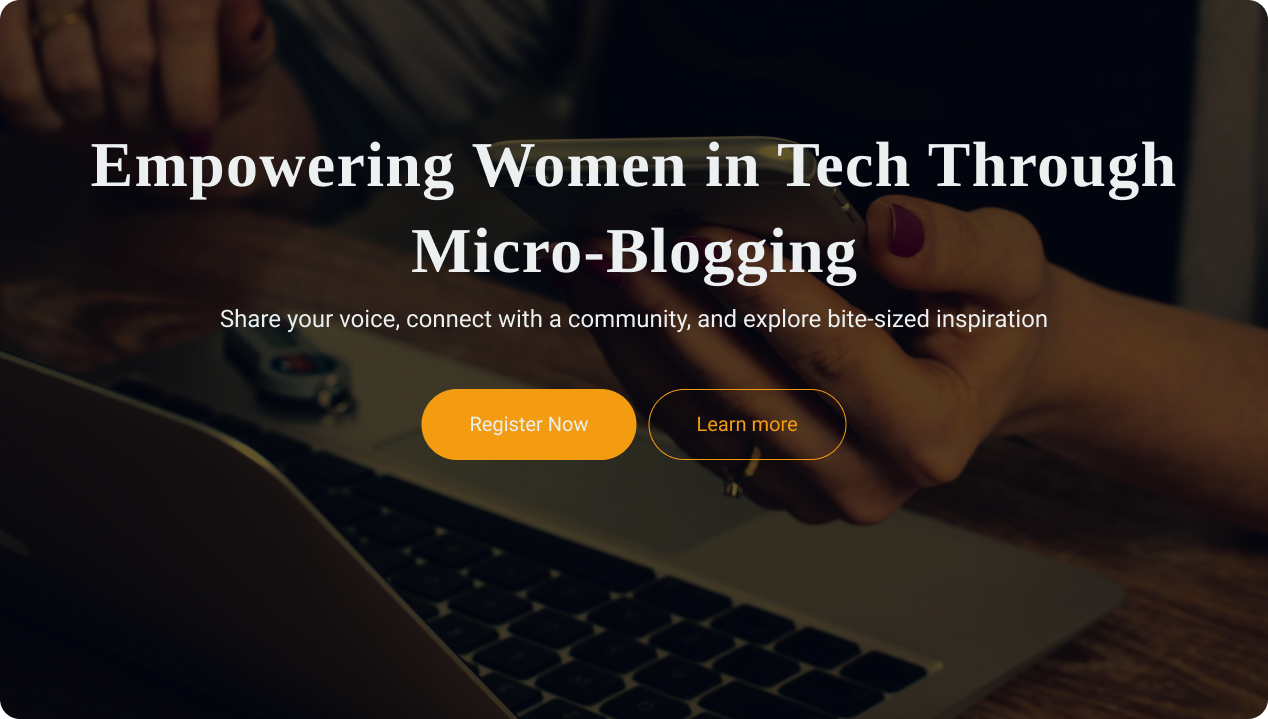 Empowering Women in Tech Through
Micro-Blogging
Share your voice, connect with a community, and explore bite-sized inspiration
Register Now
Learn more